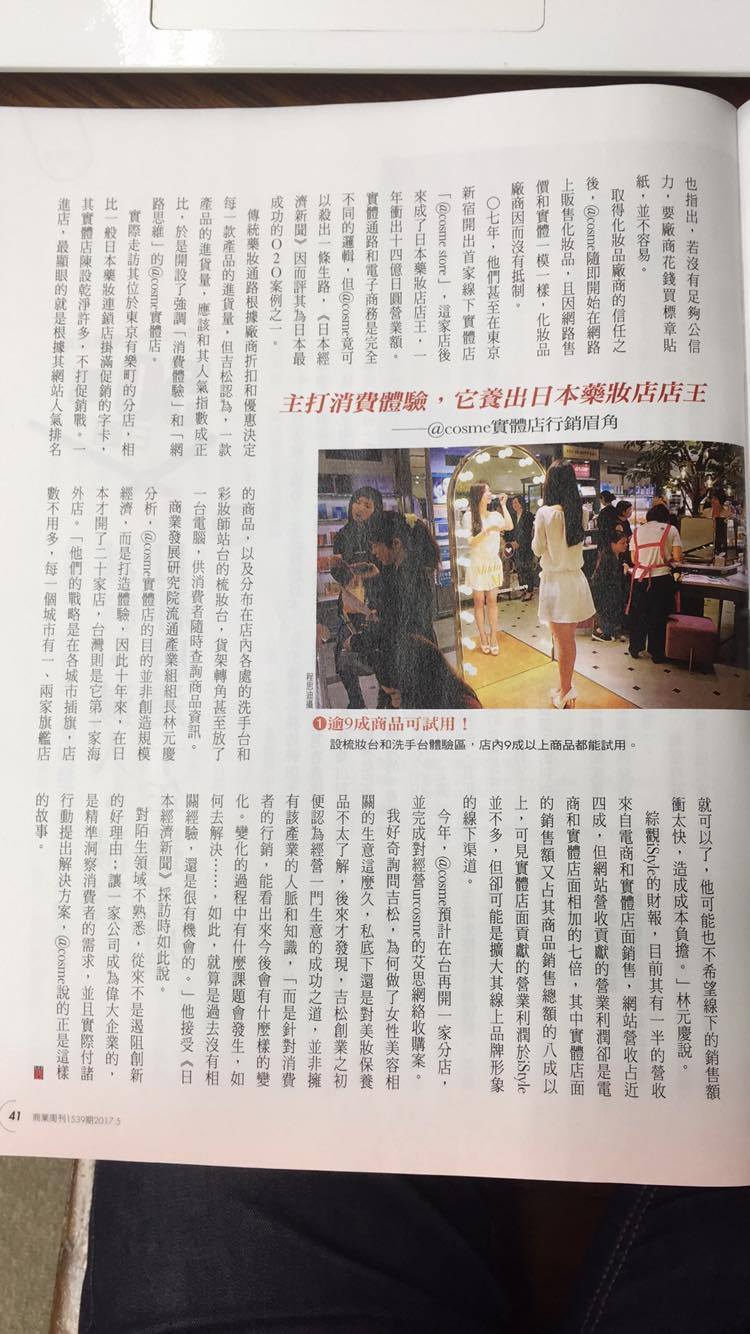 也指出，若沒有足夠公信
力，要廠商花錢買標章貼
紙，並不容易。
取得化妝品廠商的信任之
後，@cosme隨即開始在網路
上販售化妝品，且因網路售
價和實體一模一樣，化妝品
廠商因而沒有抵制。
〇七年，他們甚至在東京
新宿開出首家線下實體店
「@cosme store」，這家店後
來成了日本藥妝店店王，一
年衝出十四億日圓營業額。
實體通路和電子商務是完全
不同的邏輯，但@cosme竟可
以殺出一條生路，《日本經
濟新聞》因而評其為日本最
成功的O2O案例之一。
傳統藥妝通路根據廠商折扣和優惠決定
每一款產品的進貨量，但吉松認為，一款
產品的進貨量，應該和其人氣指數成正
比，於是開設了強調「消費體驗」和「網
路思維」的@cosme實體店。
實際走訪其位於東京有樂町的分店，相
比一般日本藥妝連鎖店掛滿促銷的字卡，
其實體店陳設乾淨許多，不打促銷戰。一
進店，最顯眼的就是根據其網站人氣排名
主打消費體驗，它養出日本藥妝店店王
——@cosme實體店行銷眉角
程思迪攝
❶逾9成商品可試用！
設梳妝台和洗手台體驗區，店內9成以上商品都能試用。
的商品，以及分布在店內各處的洗手台和
彩妝師站台的梳妝台，貨架轉角甚至放了
一台電腦，供消費者隨時查詢商品資訊。
商業發展研究院流通產業組組長林元慶
分析，@cosme實體店的目的並非創造規模
經濟，而是打造體驗，因此十年來，在日
本才開了二十家店，台灣則是它第一家海
外店。「他們的戰略是在各城市插旗，店
數不用多，每一個城市有一、兩家旗艦店
就可以了，他可能也不希望線下的銷售額
衝太快，造成成本負擔。」林元慶說。
綜觀iStyle的財報，目前其有一半的營收
來自電商和實體店面銷售，網站營收占近
四成，但網站營收貢獻的營業利潤卻是電
商和實體店面相加的七倍，其中實體店面
的銷售額又占其商品銷售總額的八成以
上，可見實體店面貢獻的營業利潤於iStyle
並不多，但卻可能是擴大其線上品牌形象
的線下渠道。
今年，@cosme預計在台再開一家分店，
並完成對經營urcosme的艾思網絡收購案。
我好奇詢問吉松，為何做了女性美容相
關的生意這麼久，私底下還是對美妝保養
品不太了解，後來才發現，吉松創業之初
便認為經營一門生意的成功之道，並非擁
有該產業的人脈和知識，「而是針對消費
者的行銷，能看出來今後會有什麼樣的變
化。變化的過程中有什麼課題會發生，如
何去解決……，如此，就算是過去沒有相
關經驗，還是很有機會的。」他接受《日
本經濟新聞》採訪時如此說。
對陌生領域不熟悉，從來不是遏阻創新
的好理由；讓一家公司成為偉大企業的，
是精準洞察消費者的需求，並且實際付諸
行動提出解決方案，@cosme說的正是這樣
的故事。
41 商業周刊1539期2017.5